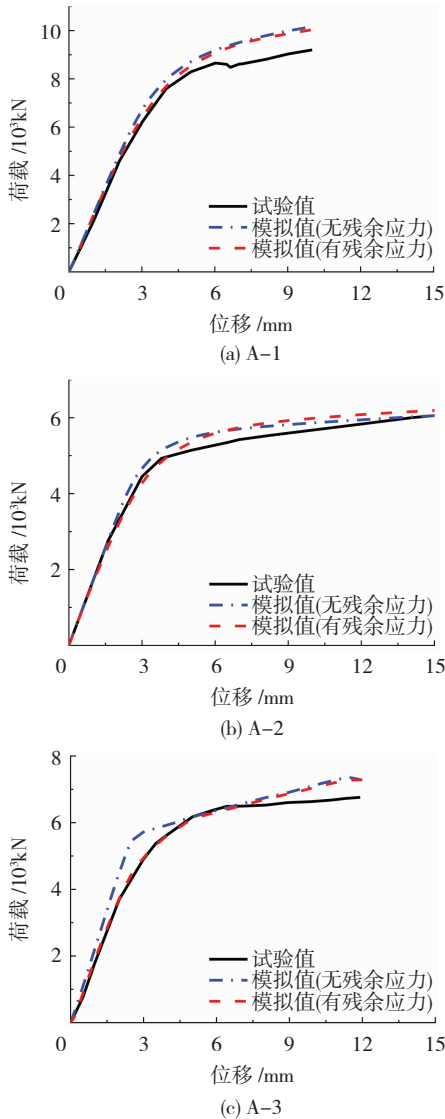 10
8
6
4
2
荷载 /10³kN
试验值
模拟值(无残余应力)
模拟值(有残余应力)
0 3 6 9 12 15
位移 /mm
(a) A-1
6
4
2
荷载 /10³kN
试验值
模拟值(无残余应力)
模拟值(有残余应力)
0 3 6 9 12 15
位移 /mm
(b) A-2
8
6
4
2
荷载 /10³kN
试验值
模拟值(无残余应力)
模拟值(有残余应力)
0 3 6 9 12 15
位移 /mm
(c) A-3